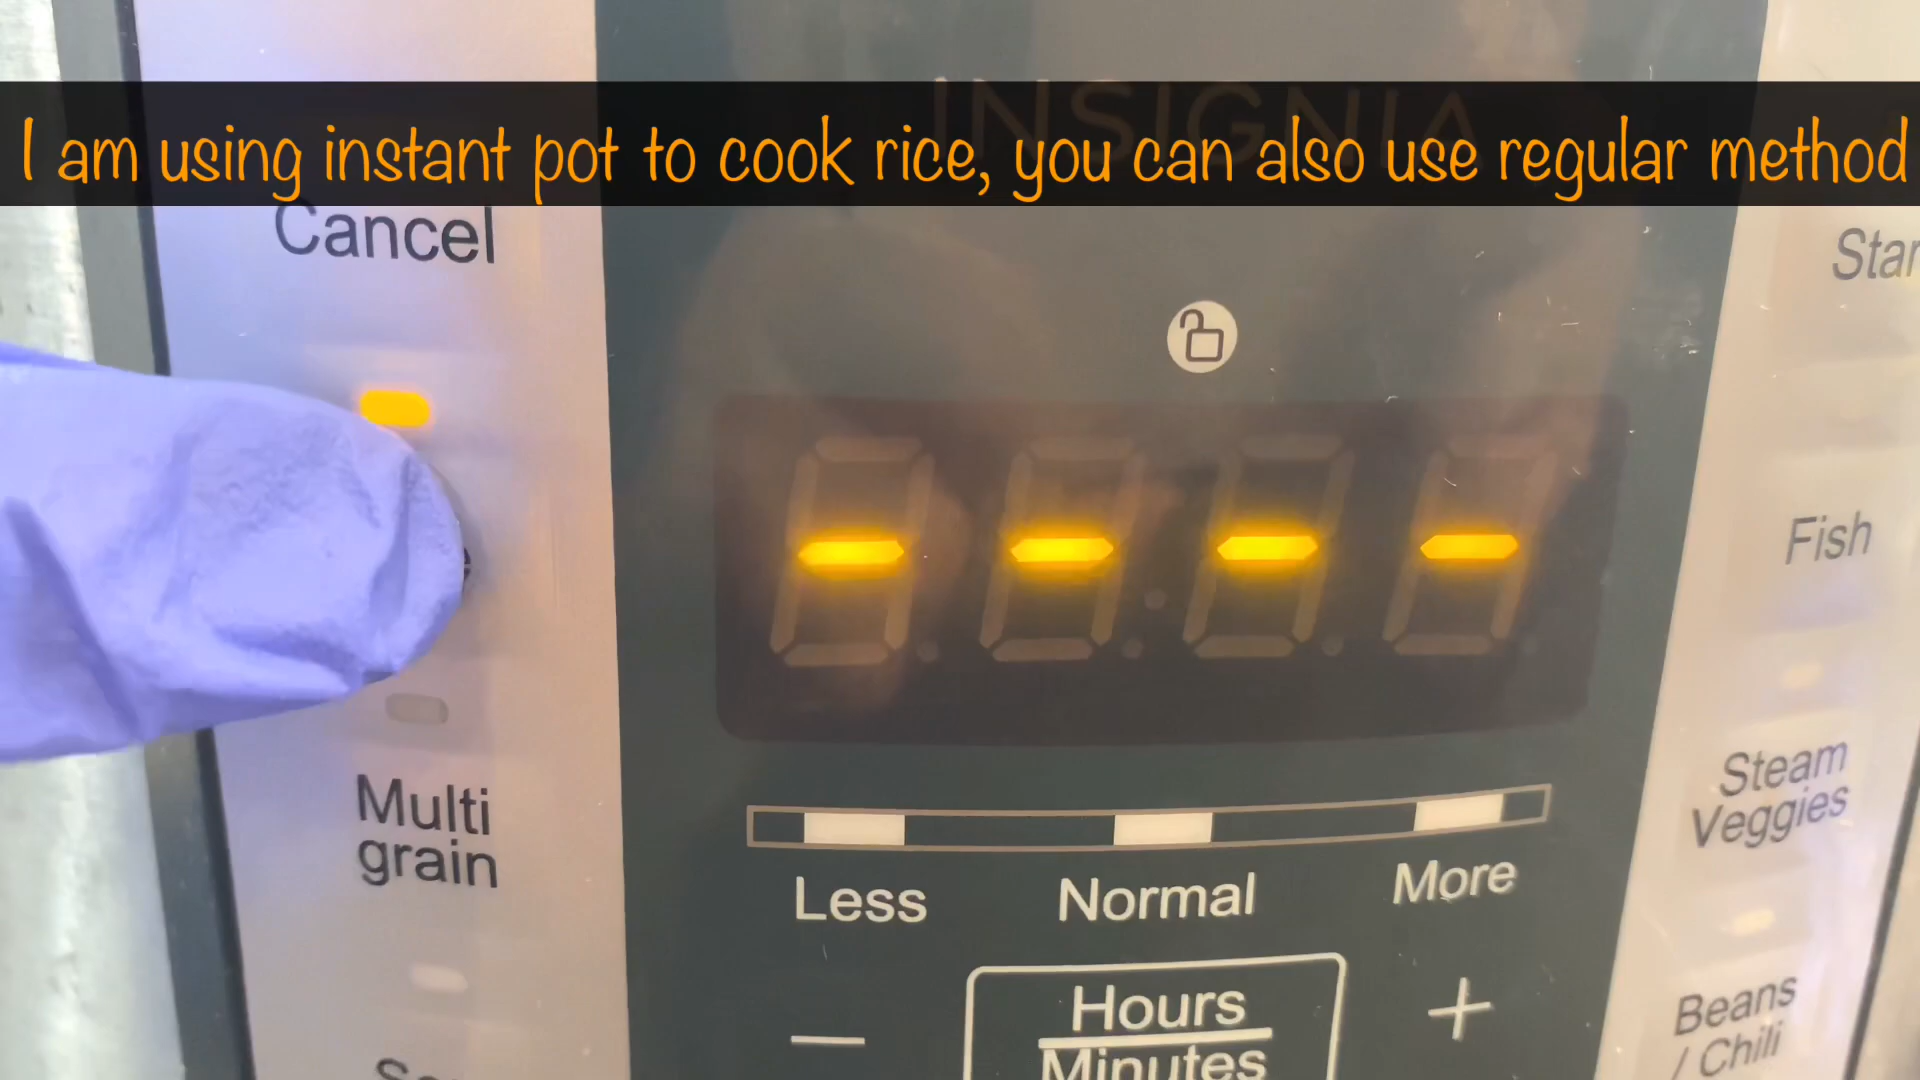 INSIGNIA
I am using instant pot to cook rice, you can also use regular method
Cancel
Fish
Multi
grain
Steam
Veggies
Less
Normal
More
Hours
Minutes
− +
Beans
/ Chili